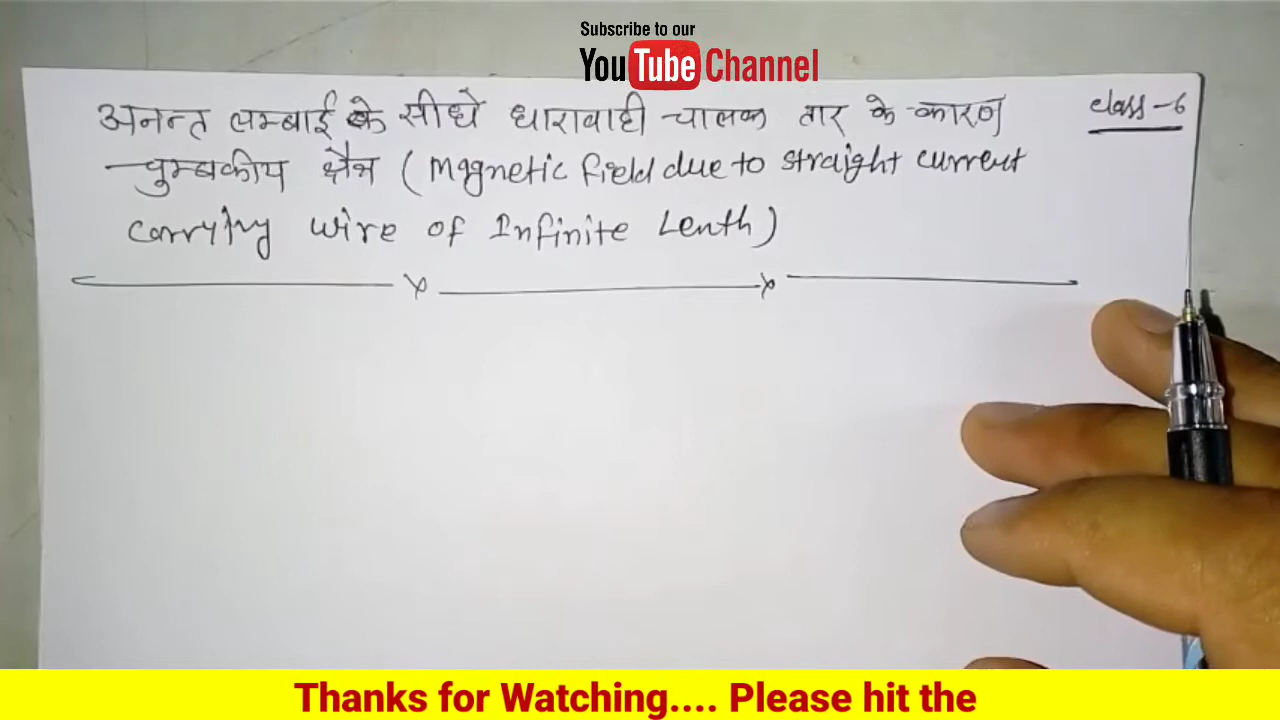 Subscribe to our
YouTube Channel
अनन्त लम्बाई के सीधे धारावाही चालक तार के कारण
class-6
चुम्बकीय क्षेत्र (Magnetic field due to straight current
carrying wire of Infinite Lenth)
Thanks for Watching.... Please hit the